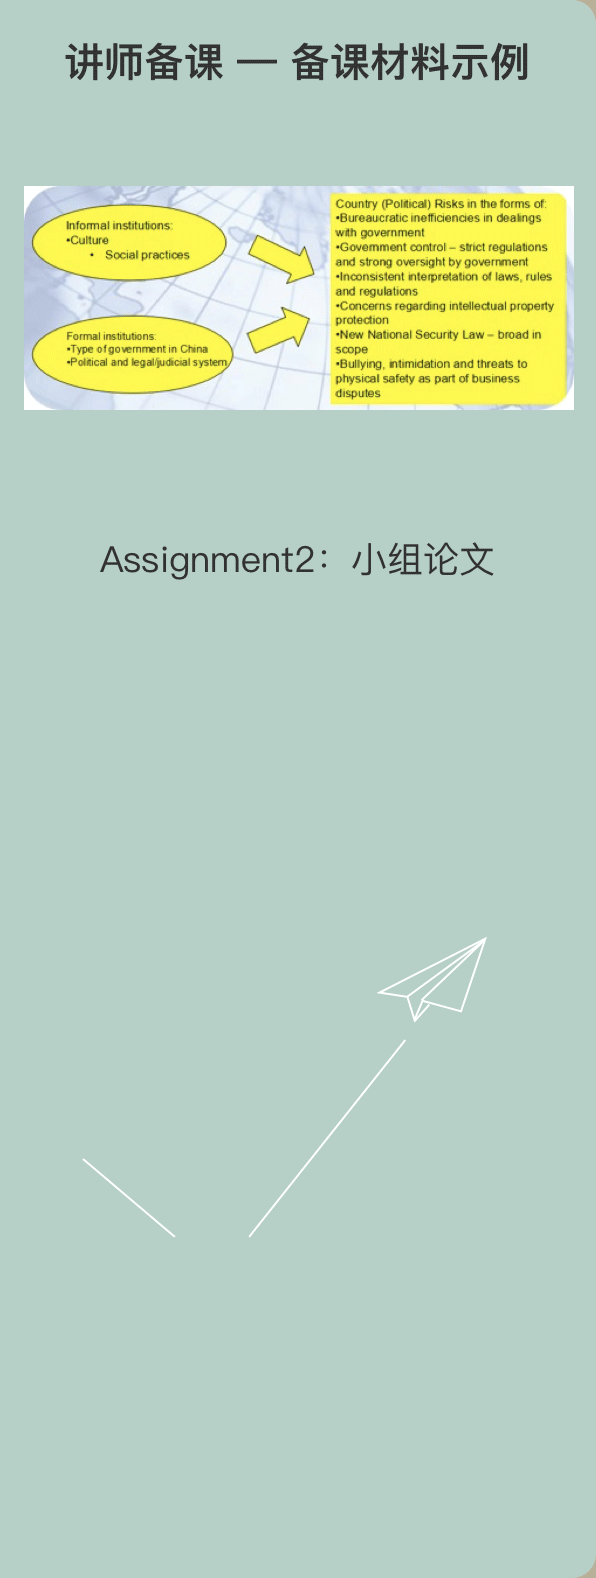 讲师备课 — 备课材料示例
Informal institutions:
•Culture
• Social practices
Formal institutions:
•Type of government in China
•Political and legal/judicial system
Country (Political) Risks in the forms of:
•Bureaucratic inefficiencies in dealings
with government
•Government control – strict regulations
and strong oversight by government
•Inconsistent interpretation of laws, rules
and regulations
•Concerns regarding intellectual property
protection
•New National Security Law – broad in
scope
•Bullying, intimidation and threats to
physical safety as part of business
disputes
Assignment2：小组论文